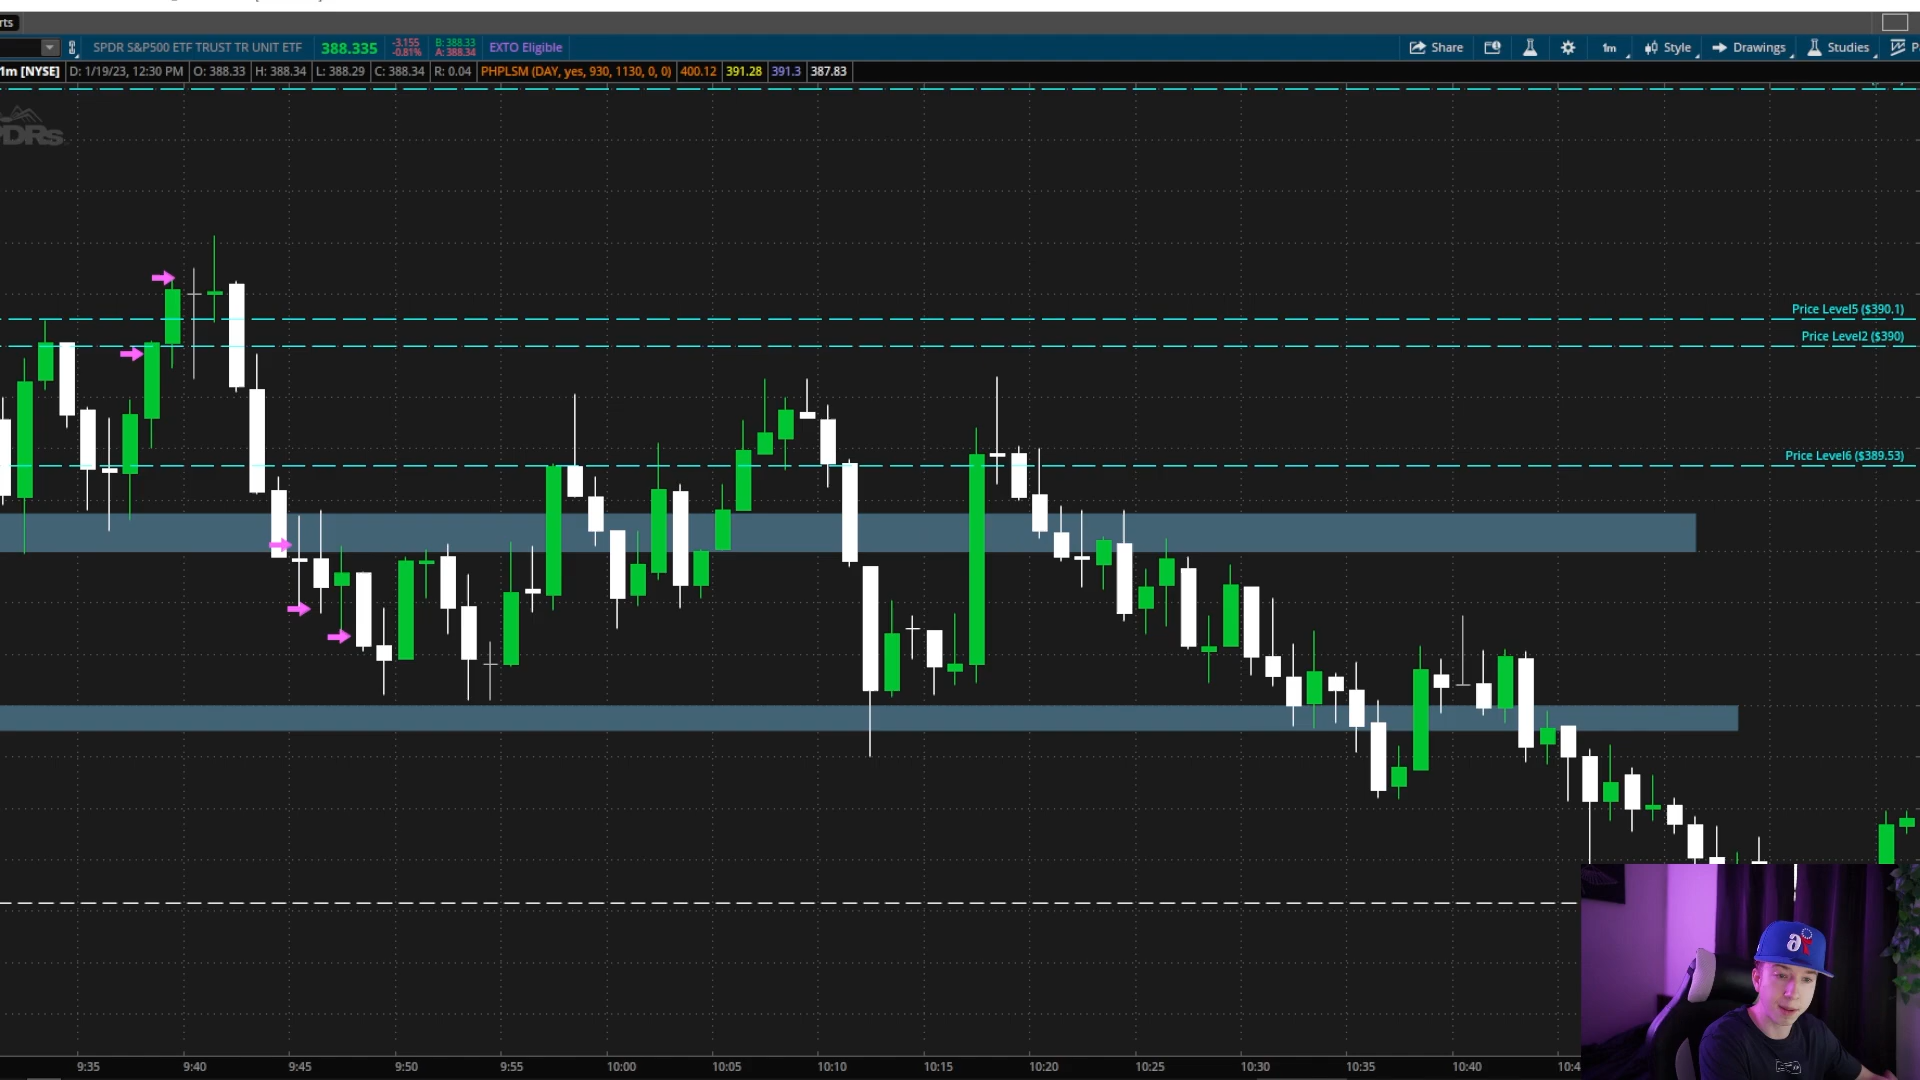 rts
SPDR S&P500 ETF TRUST TR UNIT ETF 388.335 -3.155 -0.81% B: 388.33 A: 388.34 EXTO Eligible Share 1m Style Drawings Studies P
1m [NYSE] D: 1/19/23, 12:30 PM O: 388.33 H: 388.34 L: 388.29 C: 388.34 R: 0.04 PHPLSM (DAY, yes, 930, 1130, 0, 0) 400.12 391.28 391.3 387.83
PDRs
Price Level5 ($390.1)
Price Level2 ($390)
Price Level6 ($389.53)
9:35 9:40 9:45 9:50 9:55 10:00 10:05 10:10 10:15 10:20 10:25 10:30 10:35 10:40 10:4